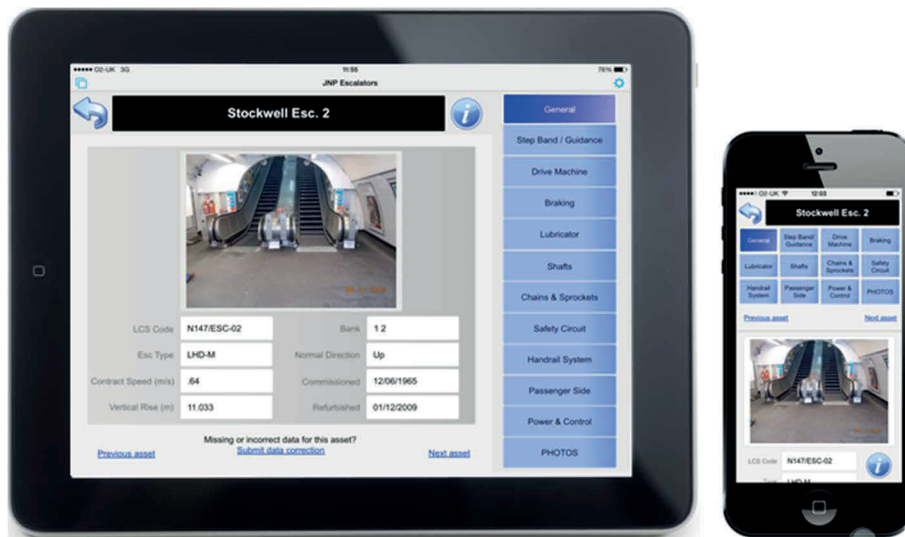 O2-UK 3G 11:55 76%
JNP Escalators
Stockwell Esc. 2
i
General
Step Band / Guidance
Drive Machine
Braking
Lubricator
Shafts
Chains & Sprockets
Safety Circuit
Handrail System
Passenger Side
Power & Control
PHOTOS
LCS Code N147/ESC-02 Bank 1 2
Esc Type LHD-M Normal Direction Up
Contract Speed (m/s) .64 Commissioned 12/06/1965
Vertical Rise (m) 11.033 Refurbished 01/12/2009
Missing or incorrect data for this asset?
Previous asset Submit data correction Next asset
O2-UK
Stockwell Esc. 2
General Step Band/ Drive Braking
Guidance Machine
Lubricator Shafts Chains & Safety
Sprockets Circuit
Handrail Passenger Power & PHOTOS
System Side Control
Previous asset Next asset
LCS Code N147/ESC-02
i
LHD-M